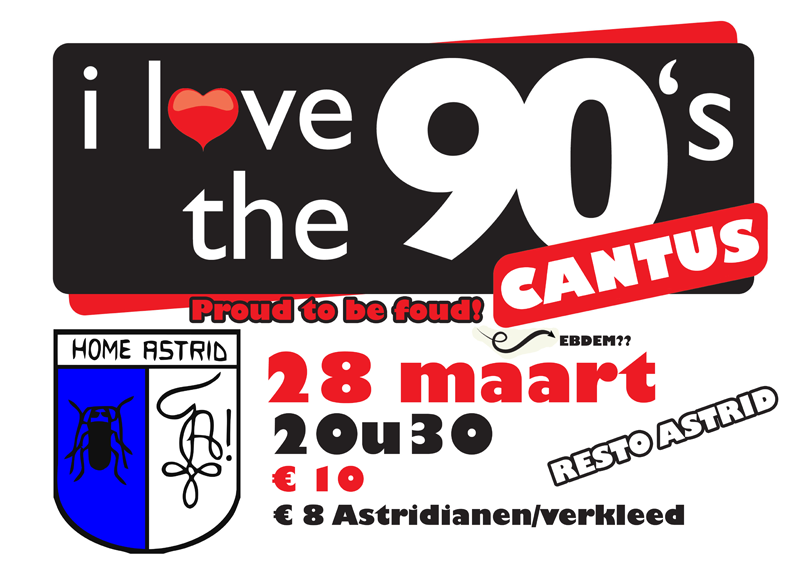 i love
the 90's
CANTUS
Proud to be foud!
EBDEM??
HOME ASTRID
28 maart
20u30
RESTO ASTRID
€ 10
€ 8 Astridianen/verkleed